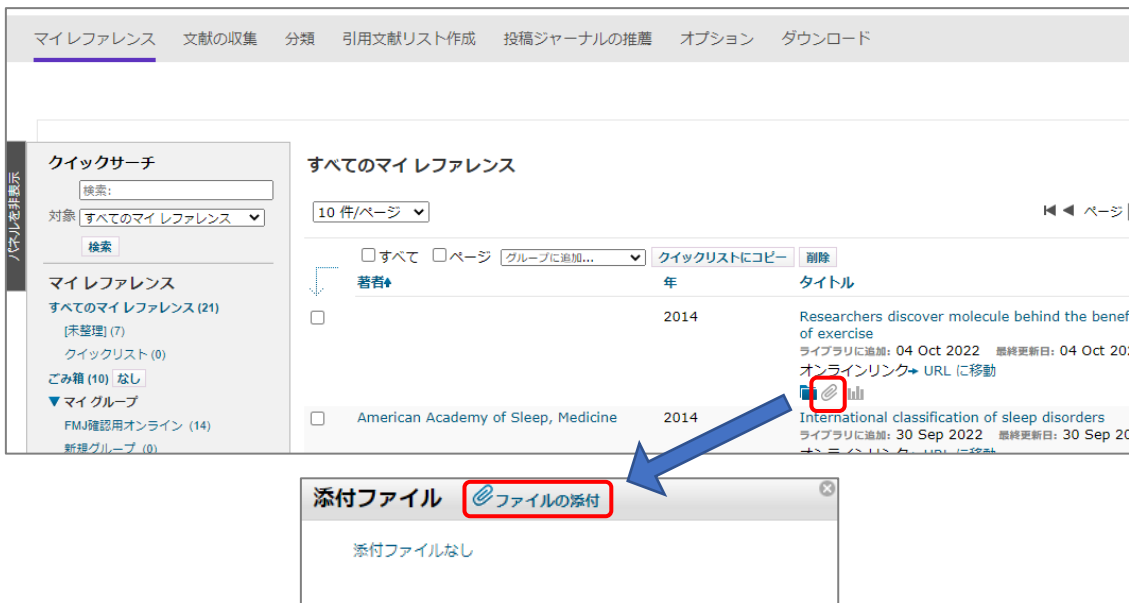 マイ レファレンス 文献の収集 分類 引用文献リスト作成 投稿ジャーナルの推薦 オプション ダウンロード
パネルを非表示
クイックサーチ
検索:
対象 すべてのマイ レファレンス
検索
マイ レファレンス
すべてのマイ レファレンス (21)
[未整理] (7)
クイックリスト (0)
ごみ箱 (10) なし
▼マイ グループ
FMJ確認用オンライン (14)
新規グループ (0)
すべてのマイ レファレンス
10 件/ページ
ページ
すべて ページ グループに追加... クイックリストにコピー 削除
著者 年 タイトル
2014 Researchers discover molecule behind the benef
of exercise
ライブラリに追加: 04 Oct 2022 最終更新日: 04 Oct 202
オンラインリンク→ URL に移動
American Academy of Sleep, Medicine 2014 International classification of sleep disorders
ライブラリに追加: 30 Sep 2022 最終更新日: 30 Sep 20
オンラインリンク→ URL に移動
添付ファイル ファイルの添付
添付ファイルなし